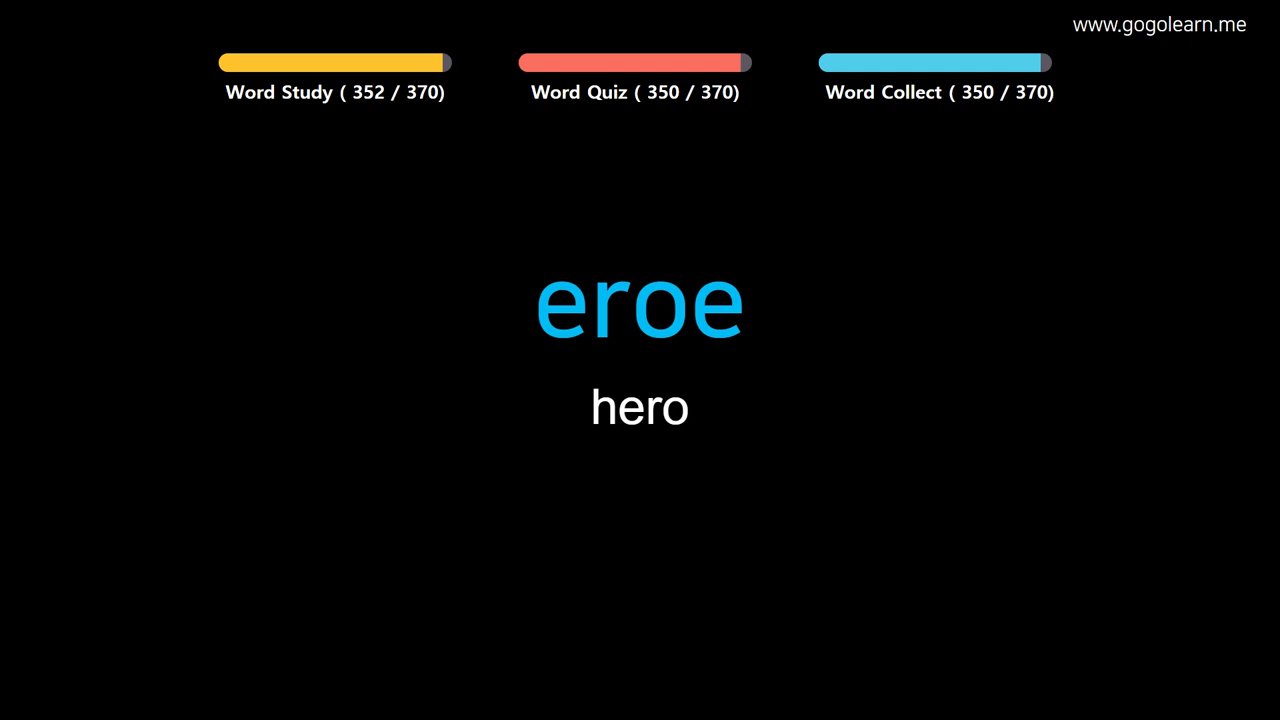 www.gogolearn.me
Word Study ( 352 / 370)
Word Quiz ( 350 / 370)
Word Collect ( 350 / 370)
eroe
hero